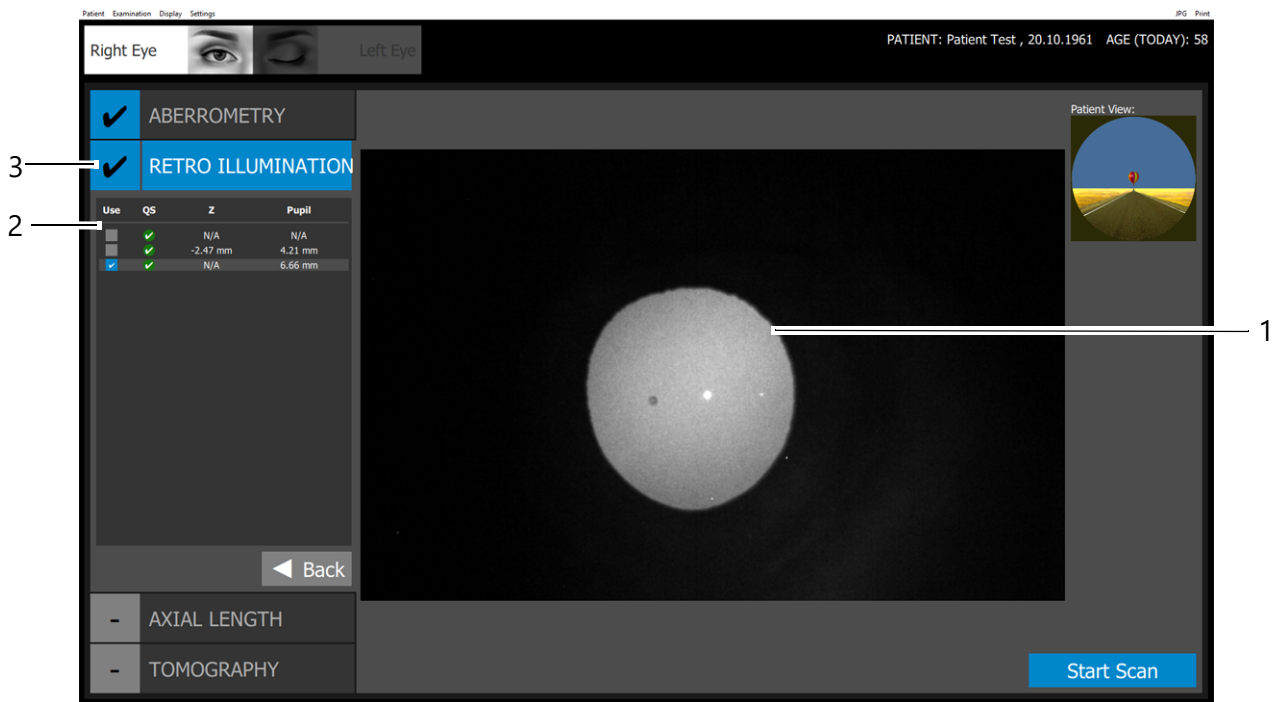 Patient Examination Display Settings JPG Print
Right Eye Left Eye PATIENT: Patient Test , 20.10.1961 AGE (TODAY): 58
ABERROMETRY
Patient View:
3 RETRO ILLUMINATION
Use QS Z Pupil
2
N/A N/A
-2.47 mm 4.21 mm
N/A 6.66 mm
1
Back
- AXIAL LENGTH
- TOMOGRAPHY
Start Scan